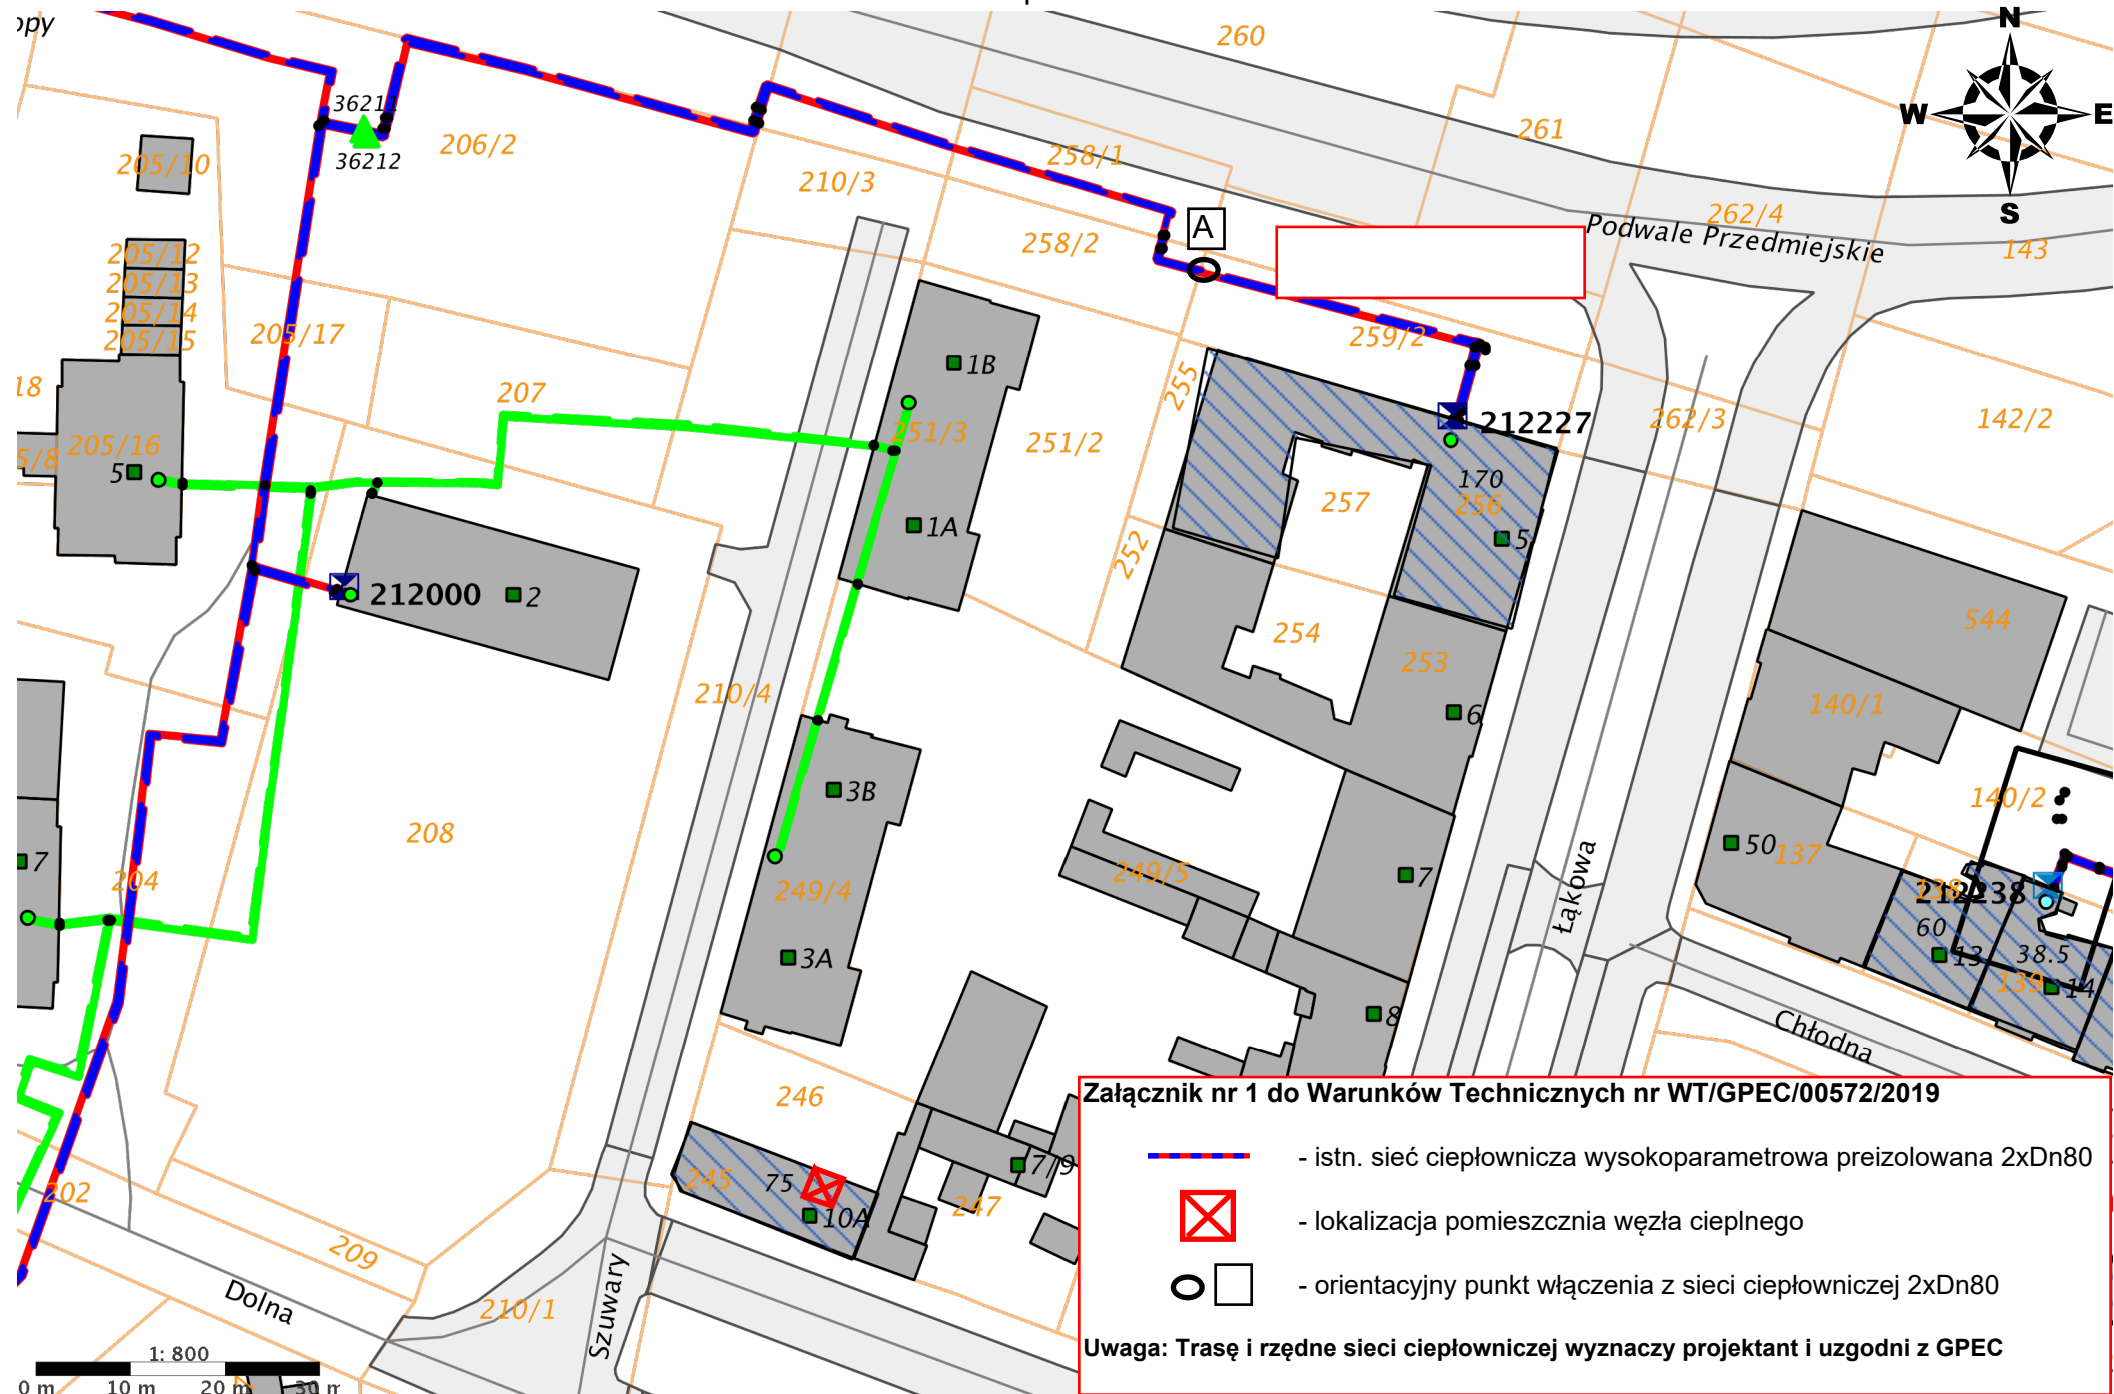 opy
260
N
W
E
S
36211
36212
206/2
205/10
258/1
261
210/3
262/4
Podwale Przedmiejskie
143
258/2
A
205/12
205/13
205/14
205/15
205/17
259/2
18
207
1B
255
212227
262/3
142/2
251/3
251/2
205/16
5/8
5
170
257
256
5
1A
252
212000
2
254
544
253
210/4
6
140/1
3B
140/2
208
7
204
249/4
249/5
7
Łąkowa
50
137
212238
60
13
38.5
139
14
3A
8
Chłodna
246
Załącznik nr 1 do Warunków Technicznych nr WT/GPEC/00572/2019
- istn. sieć ciepłownicza wysokoparametrowa preizolowana 2xDn80
- lokalizacja pomieszcznia węzła cieplnego
- orientacyjny punkt włączenia z sieci ciepłowniczej 2xDn80
Uwaga: Trasę i rzędne sieci ciepłowniczej wyznaczy projektant i uzgodni z GPEC
7/9
245
75
10A
247
202
209
Dolna
210/1
Szuwary
1: 800
0 m
10 m
20 m
30 m